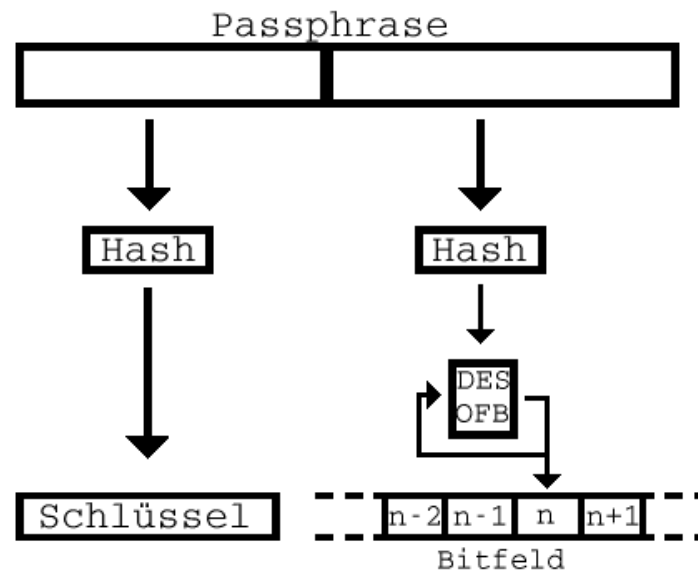 Passphrase
Hash
Hash
DES
OFB
Schlüssel
n-2 n-1 n n+1
Bitfeld